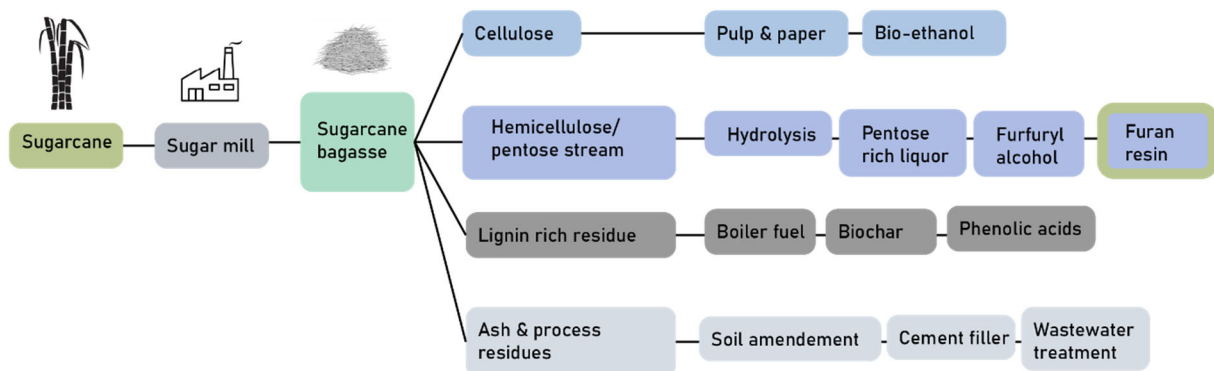 Sugarcane
Sugar mill
Sugarcane
bagasse
Cellulose
Pulp & paper
Bio-ethanol
Hemicellulose/
pentose stream
Hydrolysis
Pentose
rich liquor
Furfuryl
alcohol
Furan
resin
Lignin rich residue
Boiler fuel
Biochar
Phenolic acids
Ash & process
residues
Soil amendement
Cement filler
Wastewater
treatment